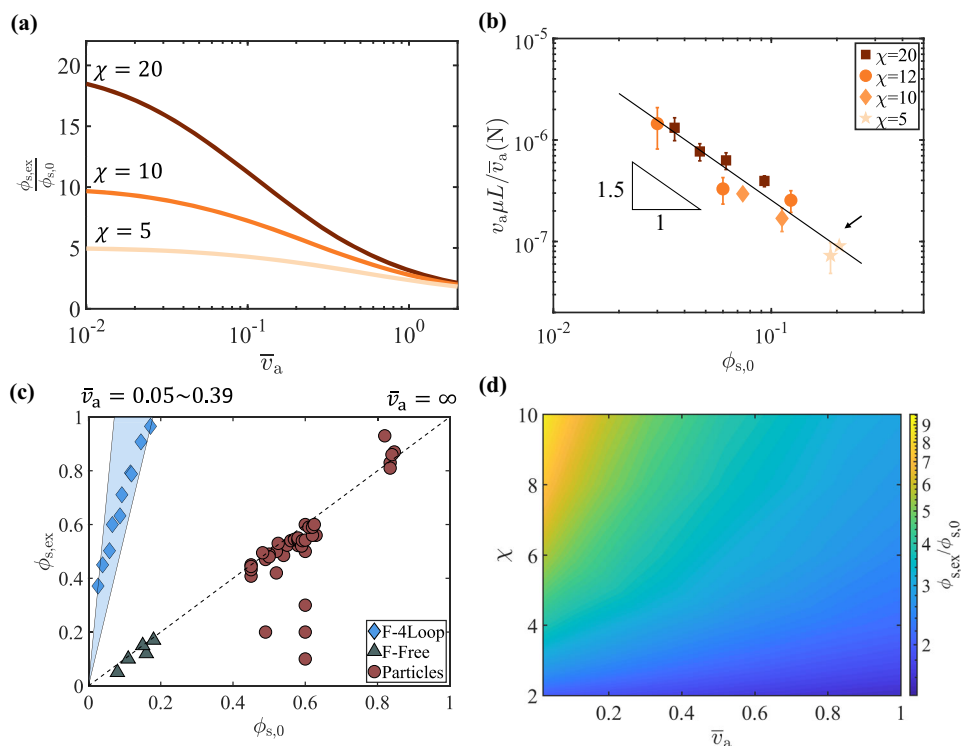 (a)
20
15
10
5
0
ϕs,ex/ϕs,0
χ = 20
χ = 10
χ = 5
10^-2
10^-1
10^0
v̄a
(b)
10^-5
10^-6
10^-7
vaμL/v̄a(N)
χ=20
χ=12
χ=10
χ=5
1.5
1
10^-2
10^-1
ϕs,0
(c)
v̄a = 0.05~0.39
v̄a = ∞
1
0.8
0.6
0.4
0.2
0
ϕs,ex
F-4Loop
F-Free
Particles
0
0.2
0.4
0.6
0.8
1
ϕs,0
(d)
10
8
6
4
2
χ
0.2
0.4
0.6
0.8
1
v̄a
9
8
7
6
5
4
3
2
ϕs,ex/ϕs,0